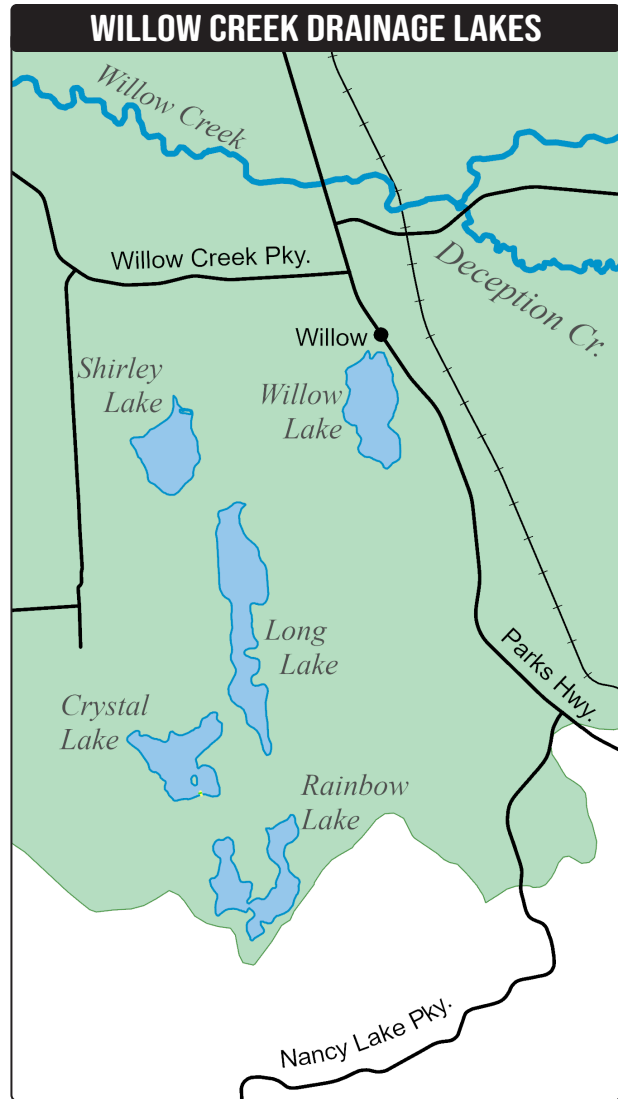 WILLOW CREEK DRAINAGE LAKES
Willow Creek
Willow Creek Pky.
Deception Cr.
Willow
Shirley
Lake
Willow
Lake
Long
Lake
Parks Hwy.
Crystal
Lake
Rainbow
Lake
Nancy Lake Pky.